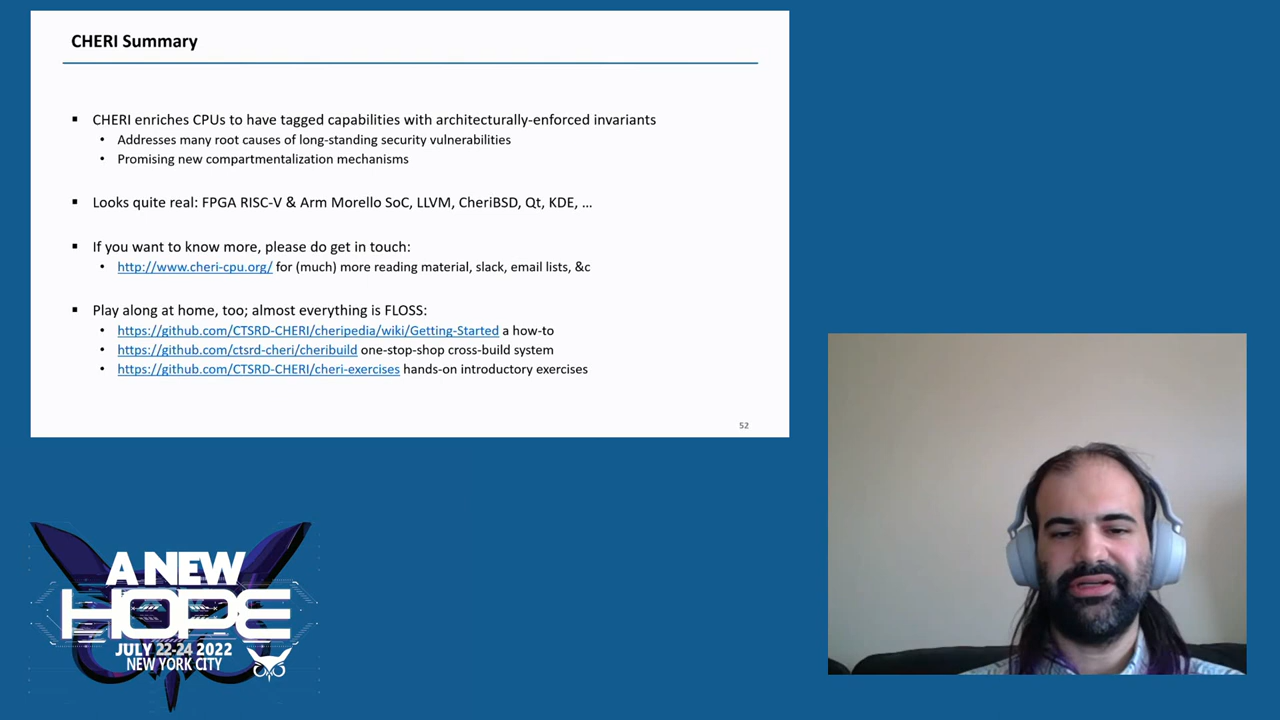 CHERI Summary
▪ CHERI enriches CPUs to have tagged capabilities with architecturally-enforced invariants
• Addresses many root causes of long-standing security vulnerabilities
• Promising new compartmentalization mechanisms
▪ Looks quite real: FPGA RISC-V & Arm Morello SoC, LLVM, CheriBSD, Qt, KDE, ...
▪ If you want to know more, please do get in touch:
• http://www.cheri-cpu.org/ for (much) more reading material, slack, email lists, &c
▪ Play along at home, too; almost everything is FLOSS:
• https://github.com/CTSRD-CHERI/cheripedia/wiki/Getting-Started a how-to
• https://github.com/ctsrd-cheri/cheribuild one-stop-shop cross-build system
• https://github.com/CTSRD-CHERI/cheri-exercises hands-on introductory exercises
52
A NEW
HOPE
JULY 22-24 2022
NEW YORK CITY